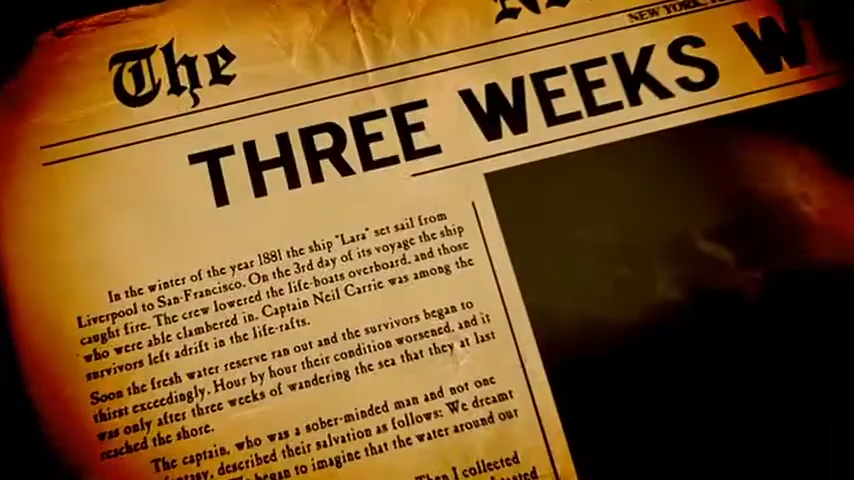 The
NEW YORK,
THREE WEEKS W
In the winter of the year 1881 the ship "Lara" set sail from
Liverpool to San-Francisco. On the 3rd day of its voyage the ship
caught fire. The crew lowered the life-boats overboard, and those
who were able clambered in. Captain Neil Carrie was among the
survivors left adrift in the life-rafts.
Soon the fresh water reserve ran out and the survivors began to
thirst exceedingly. Hour by hour their condition worsened, and it
was only after three weeks of wandering the sea that they at last
reached the shore.
The captain, who was a sober-minded man and not one
described their salvation as follows: We dreamt
began to imagine that the water around our
Then I collected